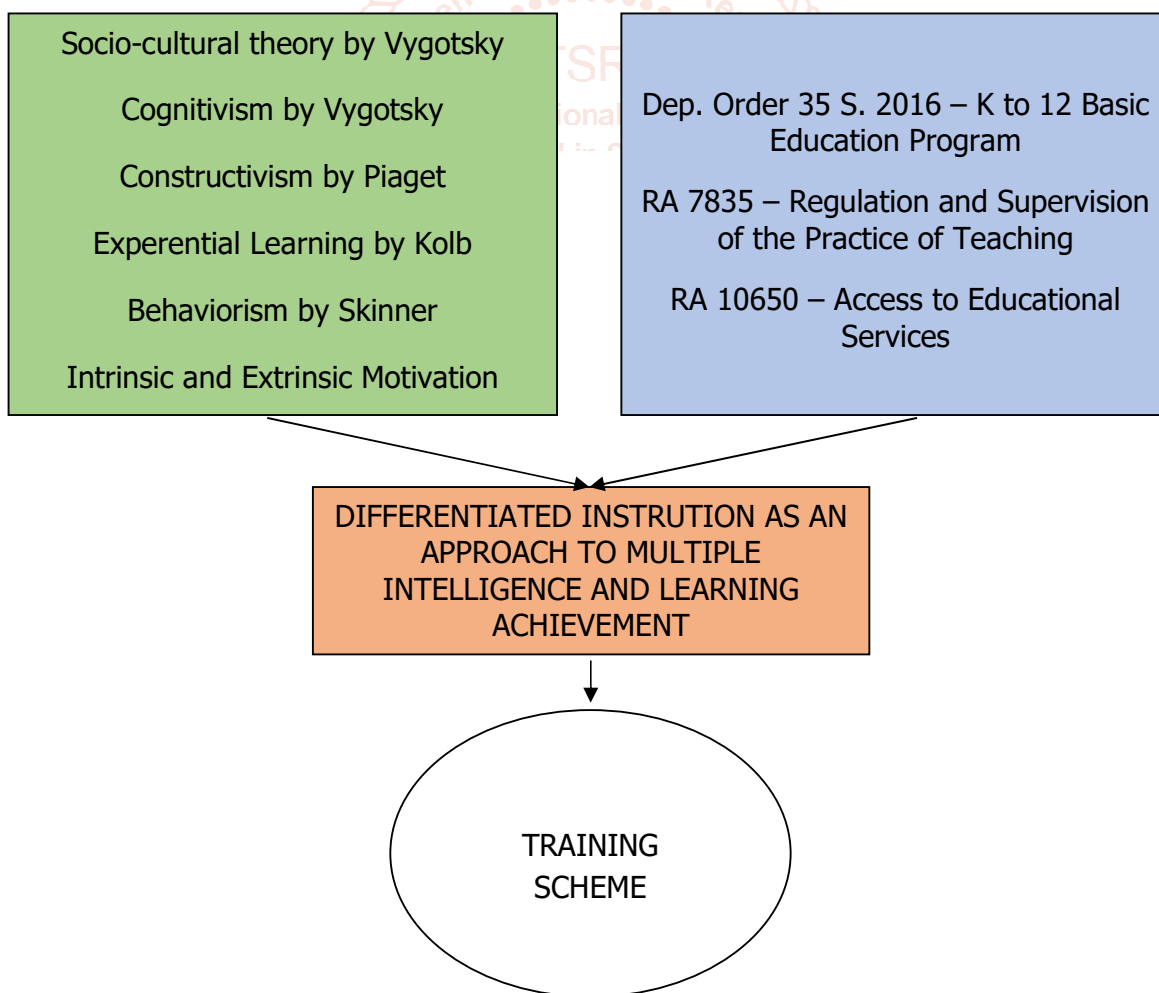 Socio-cultural theory by Vygotsky
Cognitivism by Vygotsky
Constructivism by Piaget
Experental Learning by Kolb
Behaviorism by Skinner
Intrinsic and Extrinsic Motivation
Dep. Order 35 S. 2016 – K to 12 Basic
Education Program
RA 7835 – Regulation and Supervision
of the Practice of Teaching
RA 10650 – Access to Educational
Services
DIFFERENTIATED INSTRUTION AS AN
APPROACH TO MULTIPLE
INTELLIGENCE AND LEARNING
ACHIEVEMENT
TRAINING
SCHEME